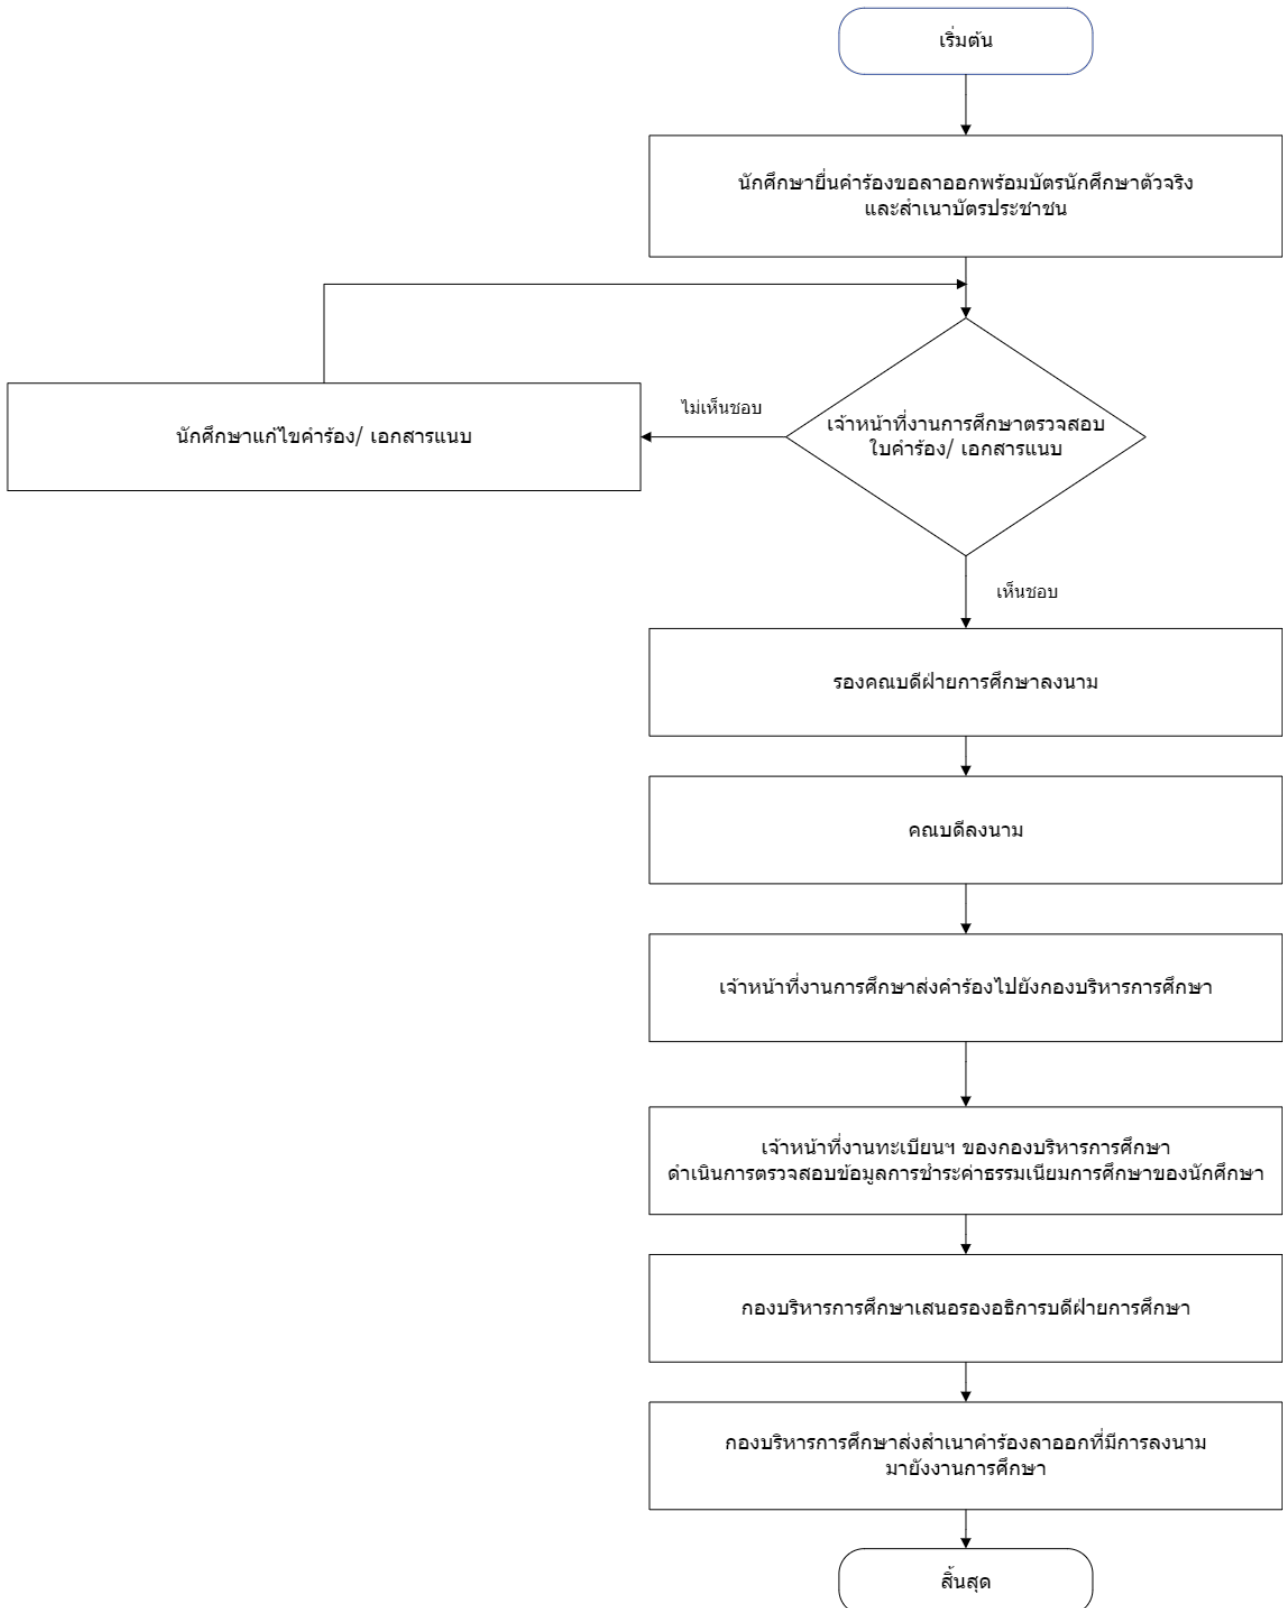 เริ่มต้น
นักศึกษายื่นคำร้องขอลาออกพร้อมบัตรนักศึกษาตัวจริง
และสำเนาบัตรประชาชน
ไม่เห็นชอบ
นักศึกษาแก้ไขคำร้อง/ เอกสารแนบ
เจ้าหน้าที่งานการศึกษาตรวจสอบ
ใบคำร้อง/ เอกสารแนบ
เห็นชอบ
รองคณบดีฝ่ายการศึกษาลงนาม
คณบดีลงนาม
เจ้าหน้าที่งานการศึกษาส่งคำร้องไปยังกองบริหารการศึกษา
เจ้าหน้าที่งานทะเบียนฯ ของกองบริหารการศึกษา
ดำเนินการตรวจสอบข้อมูลการชำระค่าธรรมเนียมการศึกษาของนักศึกษา
กองบริหารการศึกษาเสนอรองอธิการบดีฝ่ายการศึกษา
กองบริหารการศึกษาส่งสำเนาคำร้องลาออกที่มีการลงนาม
มายังงานการศึกษา
สิ้นสุด